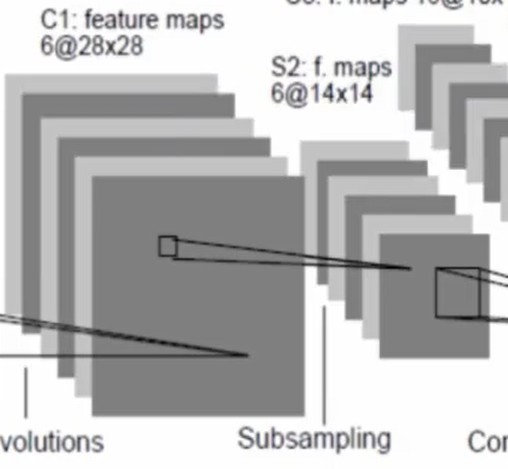 C1: feature maps
6@28x28
S2: f. maps
6@14x14
volutions
Subsampling